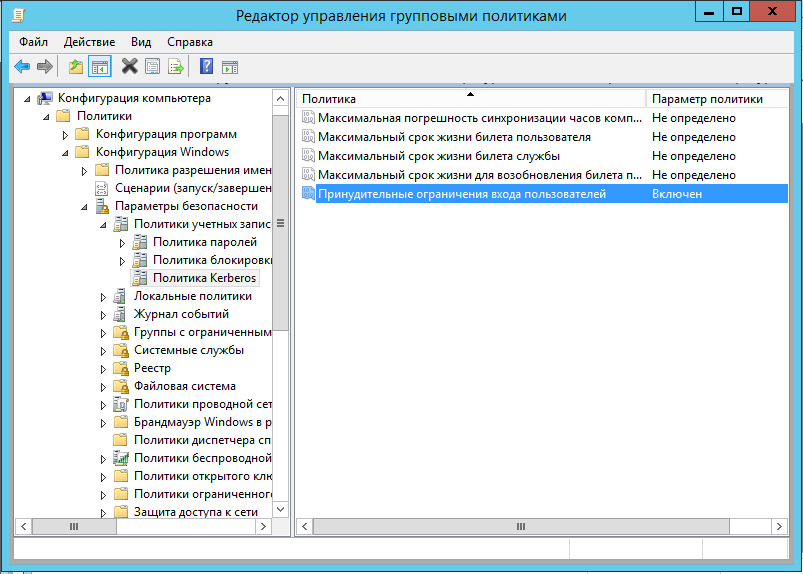 Редактор управления групповыми политиками
Файл Действие Вид Справка
Конфигурация компьютера
Политики
Конфигурация программ
Конфигурация Windows
Политика разрешения имен
Сценарии (запуск/завершен
Параметры безопасности
Политики учетных запис
Политика паролей
Политика блокировки
Политика Kerberos
Локальные политики
Журнал событий
Группы с ограниченным
Системные службы
Реестр
Файловая система
Политики проводной сет
Брандмауэр Windows в р
Политики диспетчера сп
Политики беспроводной
Политики открытого клю
Политики ограниченного
Защита доступа к сети
Политика Параметр политики
Максимальная погрешность синхронизации часов комп... Не определено
Максимальный срок жизни билета пользователя Не определено
Максимальный срок жизни билета службы Не определено
Максимальный срок жизни для возобновления билета п... Не определено
Принудительные ограничения входа пользователей Включен